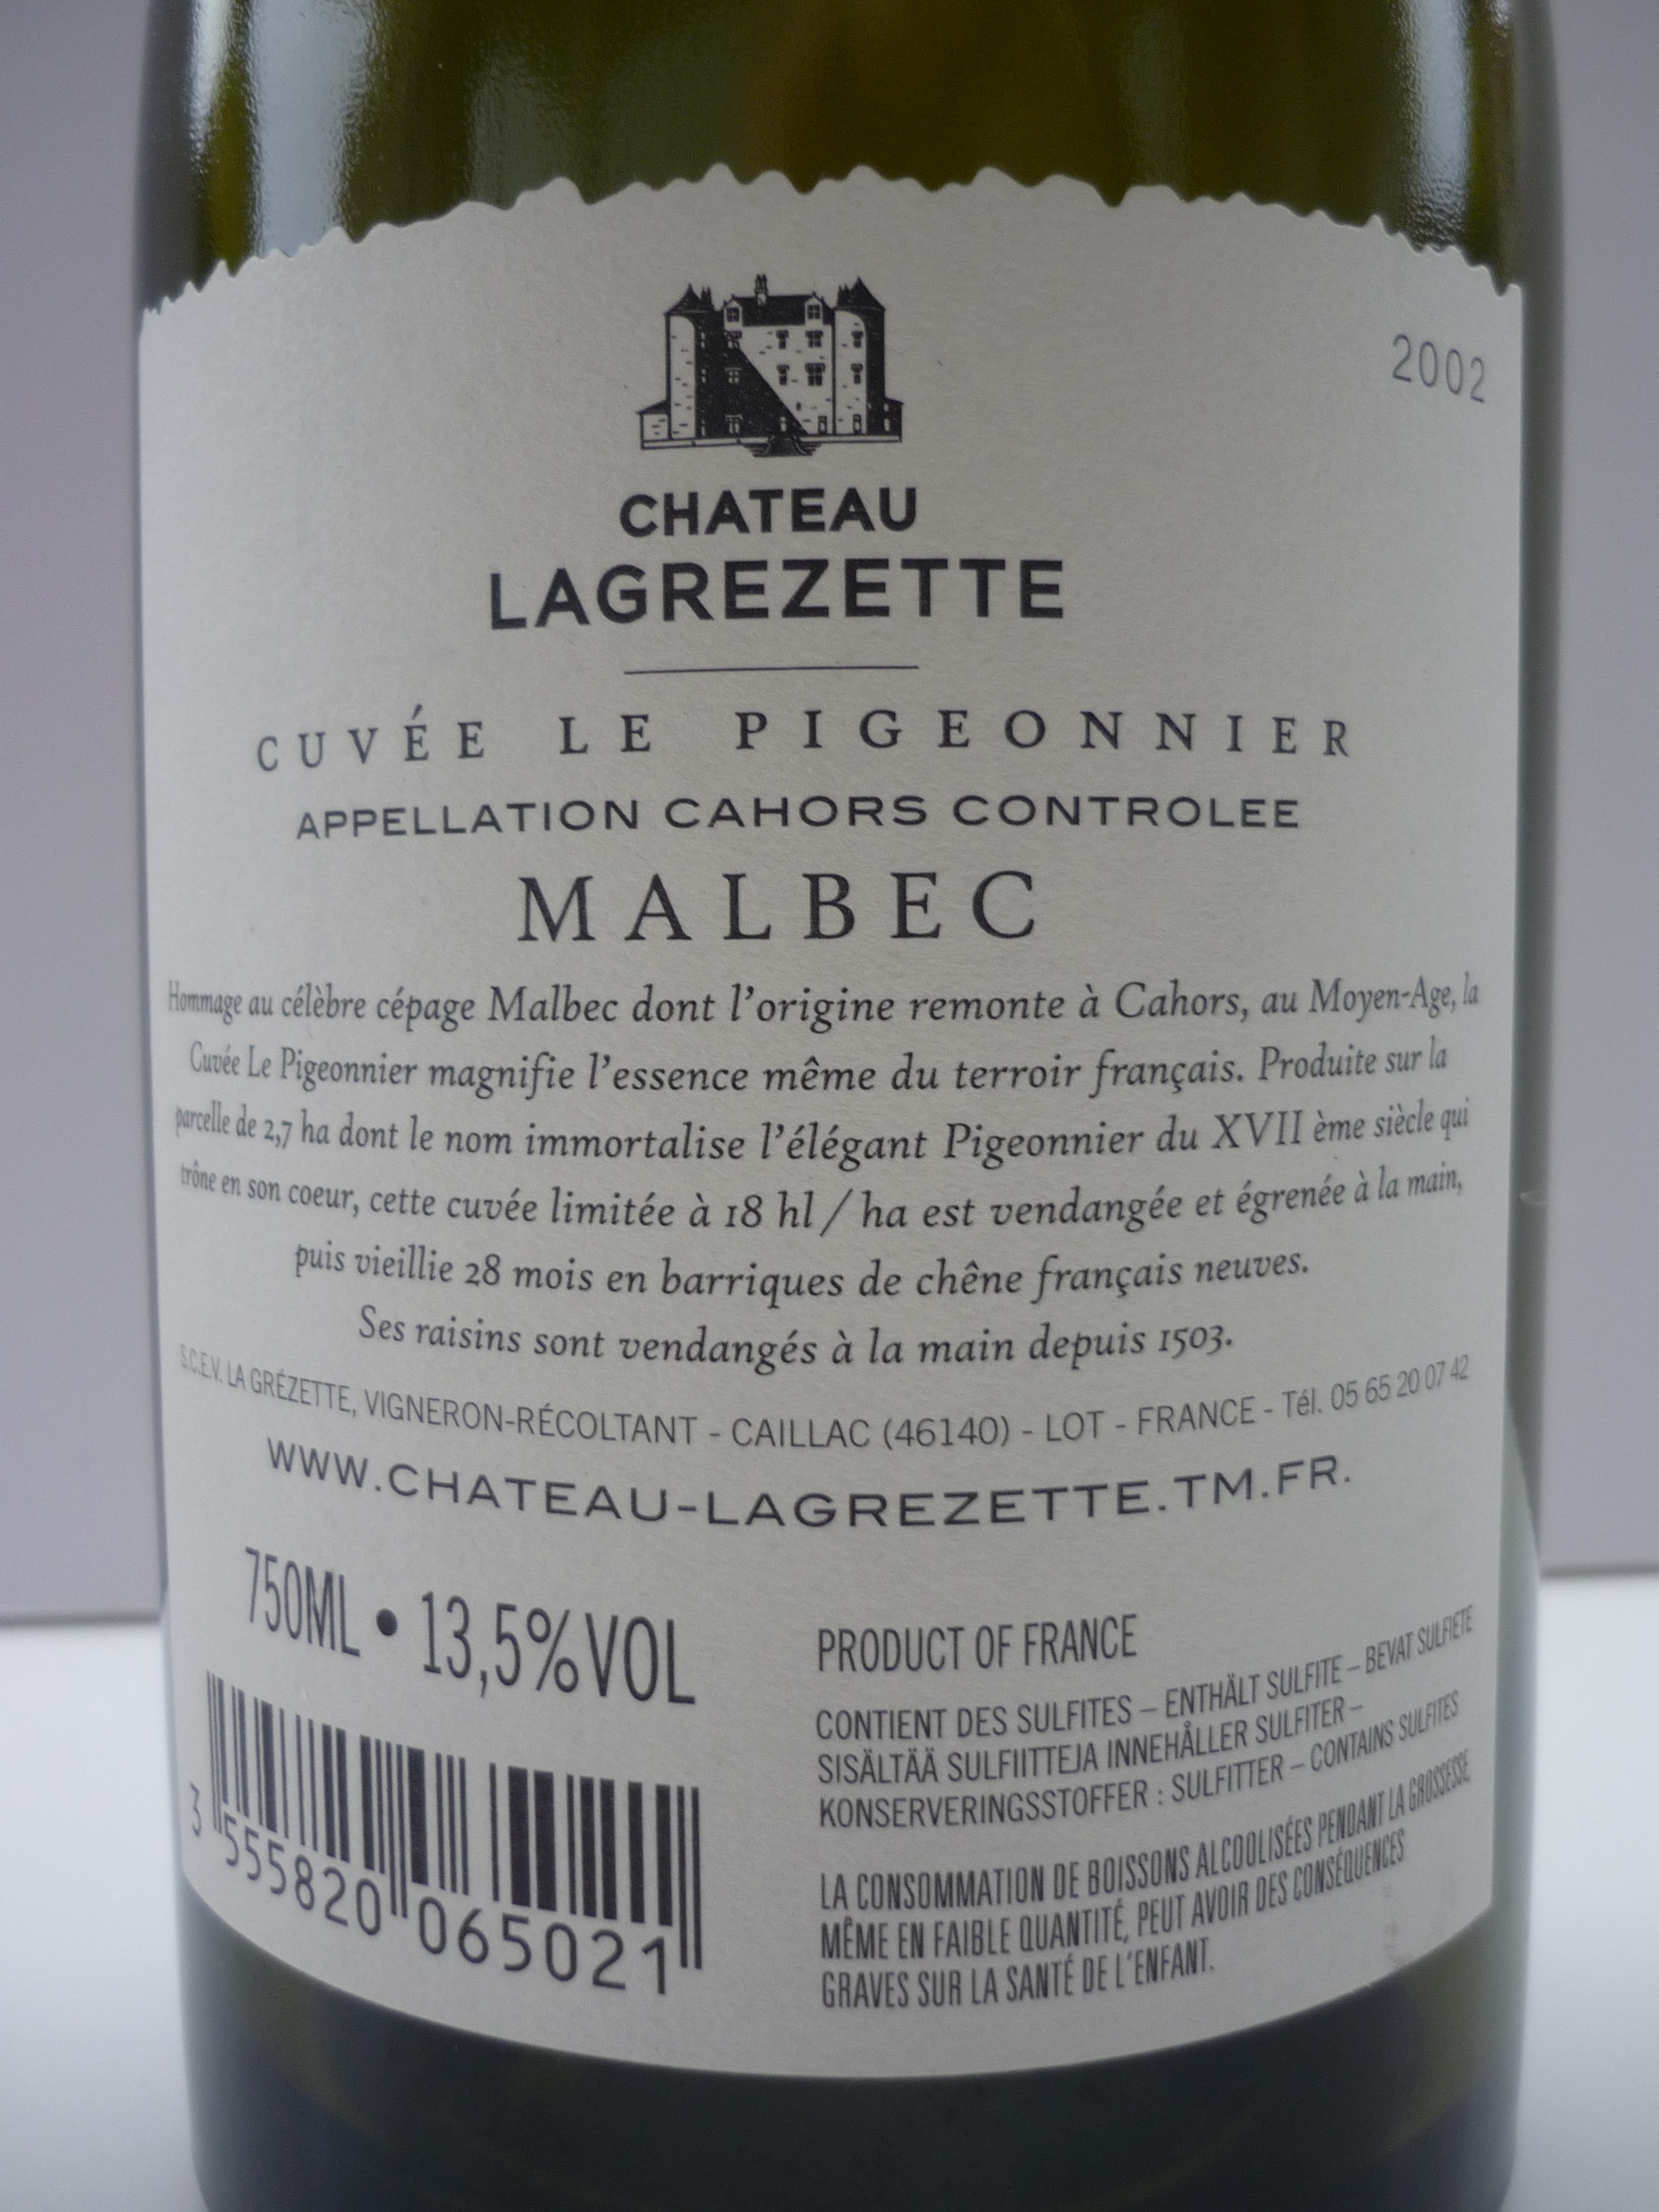 2002
CHATEAU
LAGREZETTE
CUVÉE LE PIGEONNIER
APPELLATION CAHORS CONTROLEE
MALBEC
Hommage au célèbre cépage Malbec dont l'origine remonte à Cahors, au Moyen-Age, la
Cuvée Le Pigeonnier magnifie l'essence même du terroir français. Produite sur la
parcelle de 2,7 ha dont le nom immortalise l'élégant Pigeonnier du XVII ème siècle qui
trône en son coeur, cette cuvée limitée à 18 hl / ha est vendangée et égrenée à la main,
puis vieillie 28 mois en barriques de chêne français neuves.
Ses raisins sont vendangés à la main depuis 1503.
S.C.E.V. LA GRÉZETTE, VIGNERON-RÉCOLTANT - CAILLAC (46140) - LOT - FRANCE - Tél. 05 65 20 07 42
WWW.CHATEAU-LAGREZETTE.TM.FR.
750ML • 13,5%VOL
3 555820 065021
PRODUCT OF FRANCE
CONTIENT DES SULFITES – ENTHÄLT SULFITE – BEVAT SULFIETE
SISÄLTÄÄ SULFIITTEJA INNEHÅLLER SULFITER –
KONSERVERINGSSTOFFER : SULFITTER – CONTAINS SULFITES
LA CONSOMMATION DE BOISSONS ALCOOLISÉES PENDANT LA GROSSESSE
MÊME EN FAIBLE QUANTITÉ, PEUT AVOIR DES CONSÉQUENCES
GRAVES SUR LA SANTÉ DE L'ENFANT.